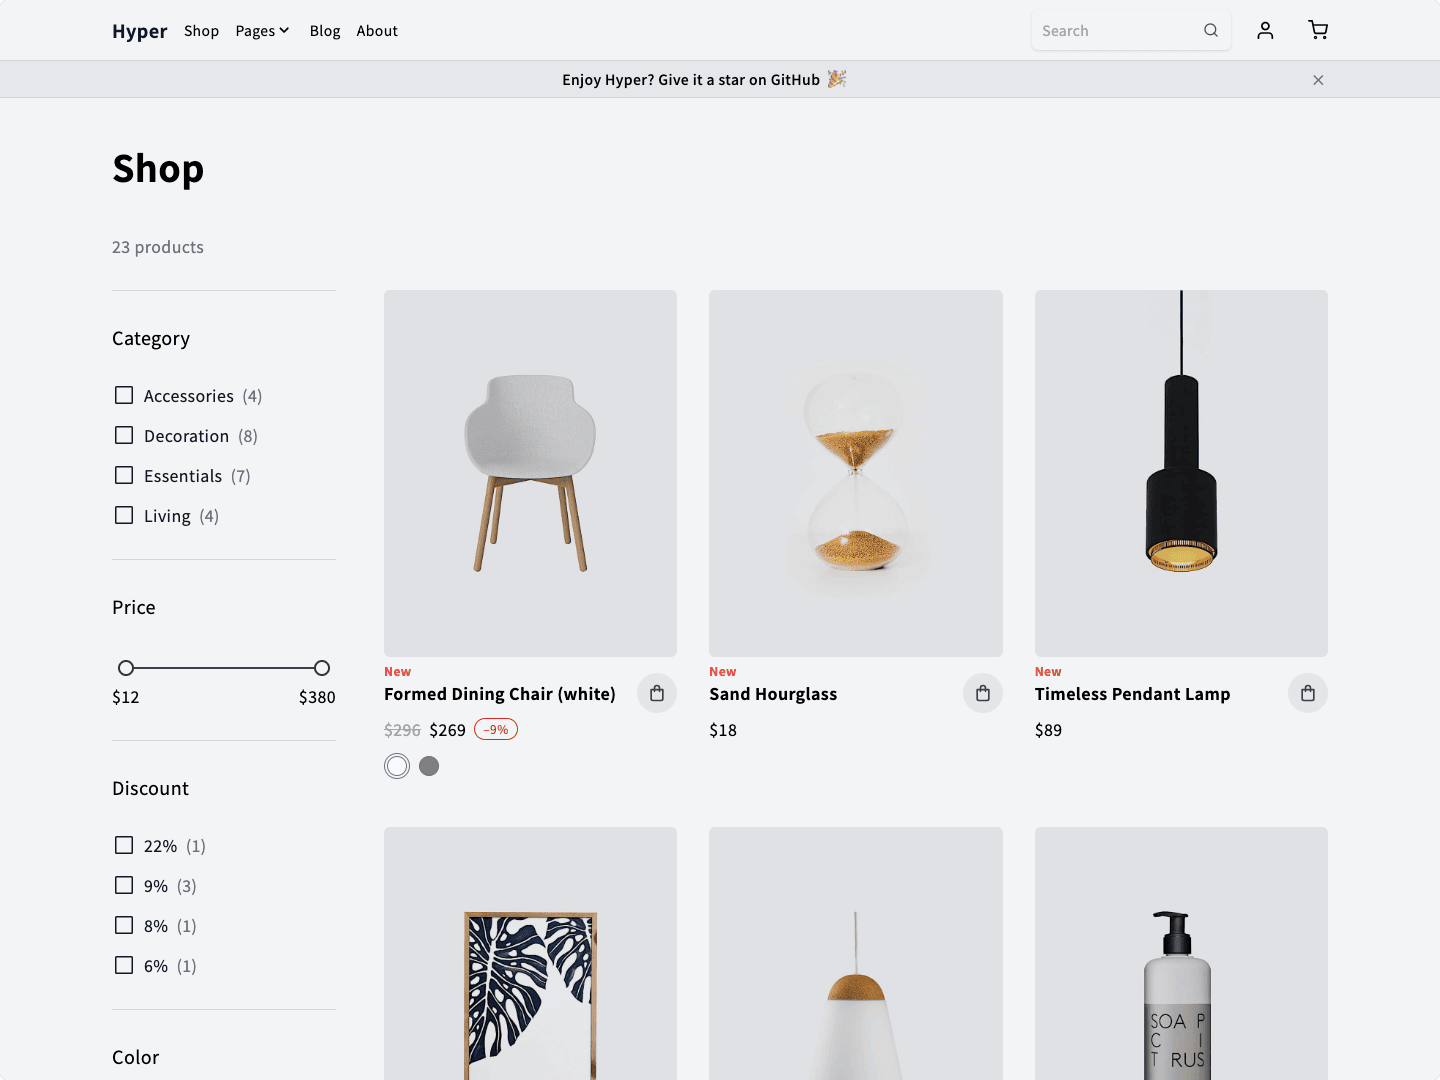 Hyper Shop Pages Blog About Search
Enjoy Hyper? Give it a star on GitHub 🎉
Shop
23 products
Category
Accessories (4)
Decoration (8)
Essentials (7)
Living (4)
Price
$12 $380
Discount
22% (1)
9% (3)
8% (1)
6% (1)
Color
New
Formed Dining Chair (white)
$296 $269 -9%
New
Sand Hourglass
$18
New
Timeless Pendant Lamp
$89
SOA P
C I
T RUS